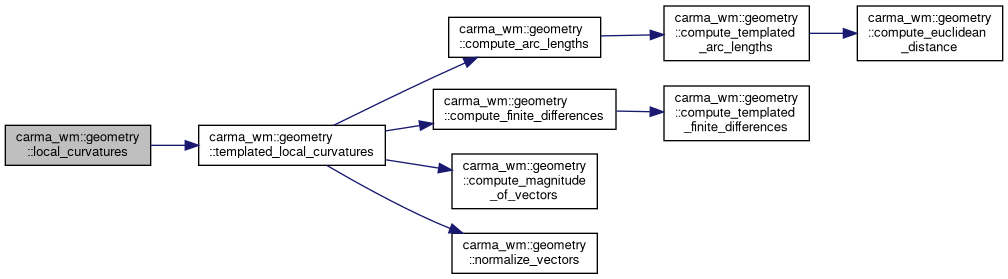 carma_wm::geometry
::local_curvatures
carma_wm::geometry
::templated_local_curvatures
carma_wm::geometry
::compute_arc_lengths
carma_wm::geometry
::compute_templated
_arc_lengths
carma_wm::geometry
::compute_euclidean
_distance
carma_wm::geometry
::compute_finite_differences
carma_wm::geometry
::compute_templated
_finite_differences
carma_wm::geometry
::compute_magnitude
_of_vectors
carma_wm::geometry
::normalize_vectors